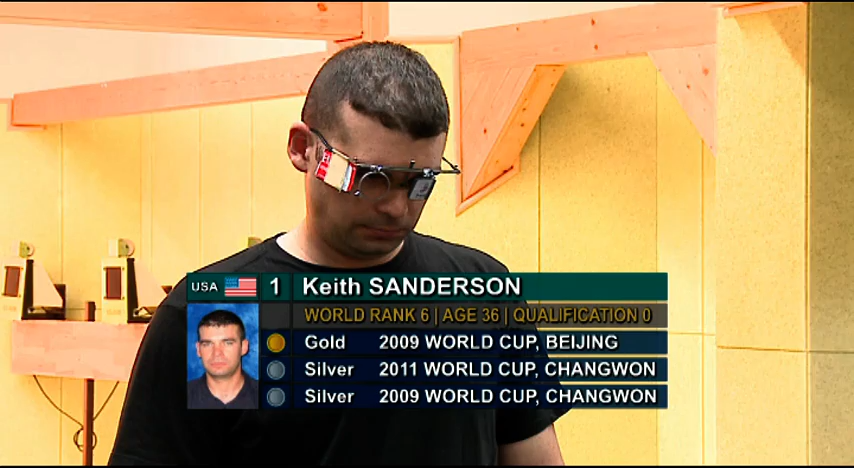 USA 1 Keith SANDERSON
WORLD RANK 6 | AGE 36 | QUALIFICATION 0
Gold 2009 WORLD CUP, BEIJING
Silver 2011 WORLD CUP, CHANGWON
Silver 2009 WORLD CUP, CHANGWON